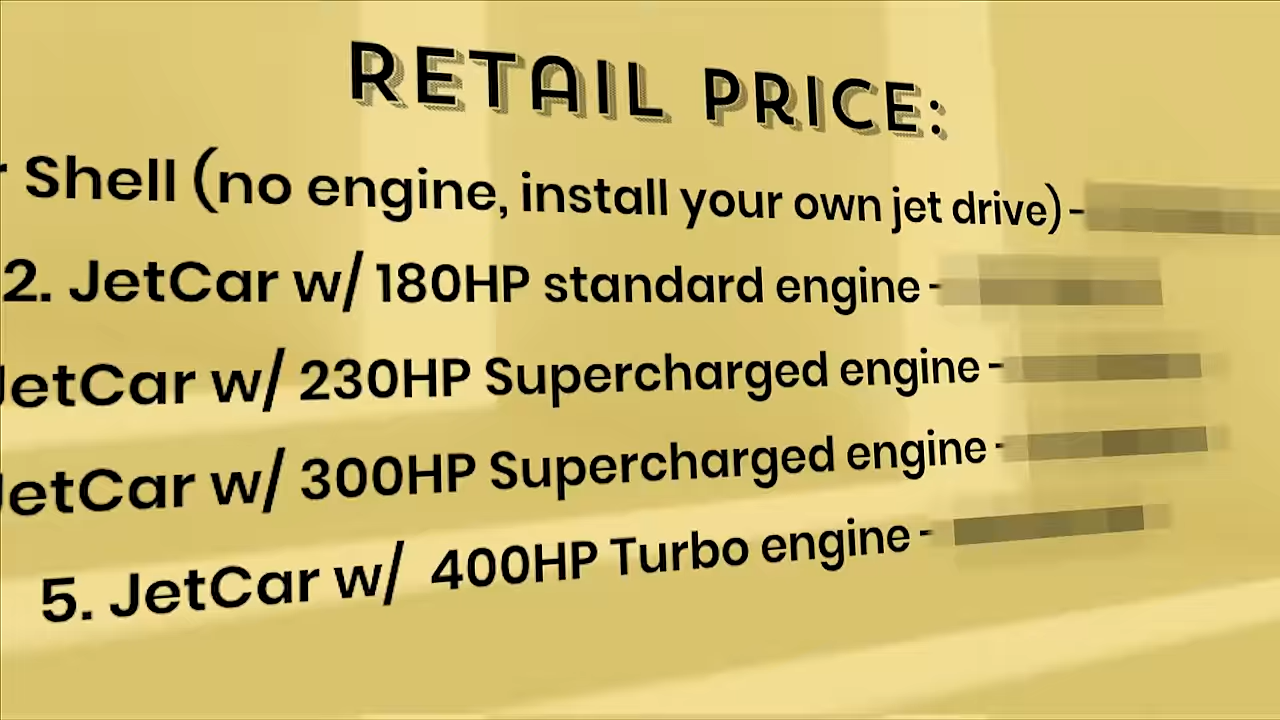 RETAIL PRICE:
Shell (no engine, install your own jet drive) -
2. JetCar w/ 180HP standard engine -
JetCar w/ 230HP Supercharged engine -
JetCar w/ 300HP Supercharged engine -
5. JetCar w/ 400HP Turbo engine -